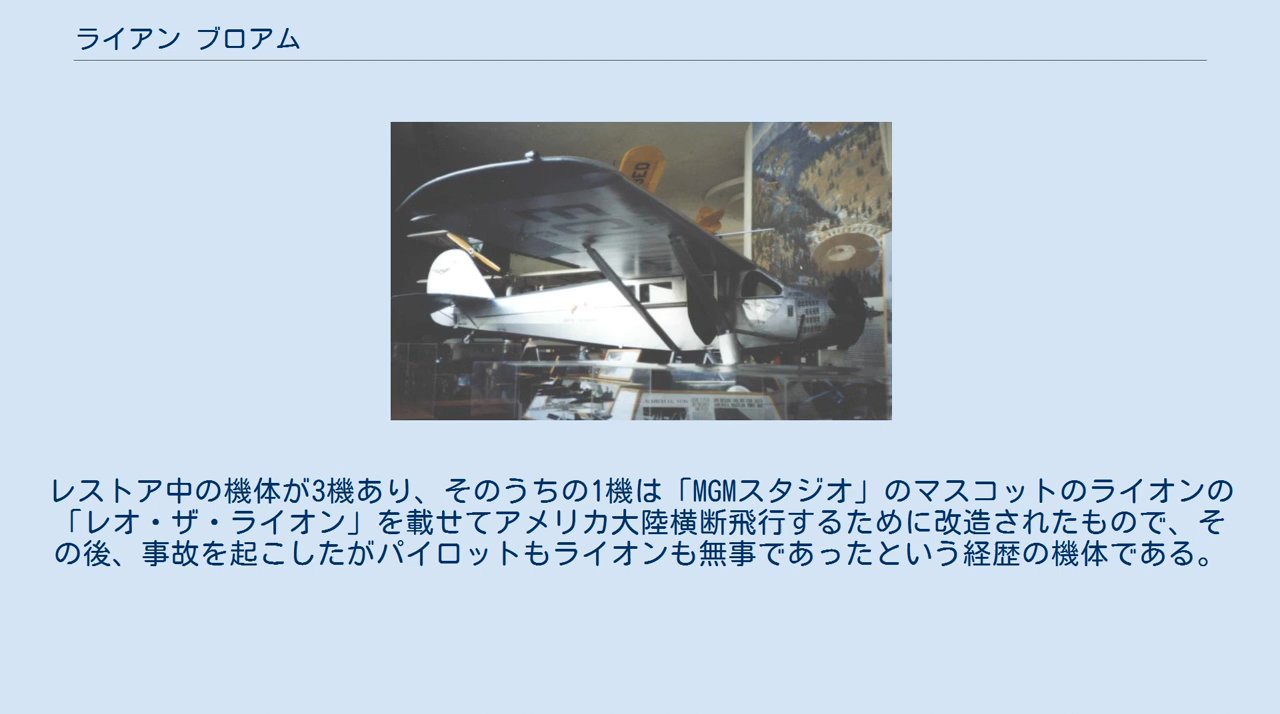 ライアン ブロアム
レストア中の機体が3機あり、そのうちの1機は「MGMスタジオ」のマスコットのライオンの
「レオ・ザ・ライオン」を載せてアメリカ大陸横断飛行するために改造されたもので、そ
の後、事故を起こしたがパイロットもライオンも無事であったという経歴の機体である。